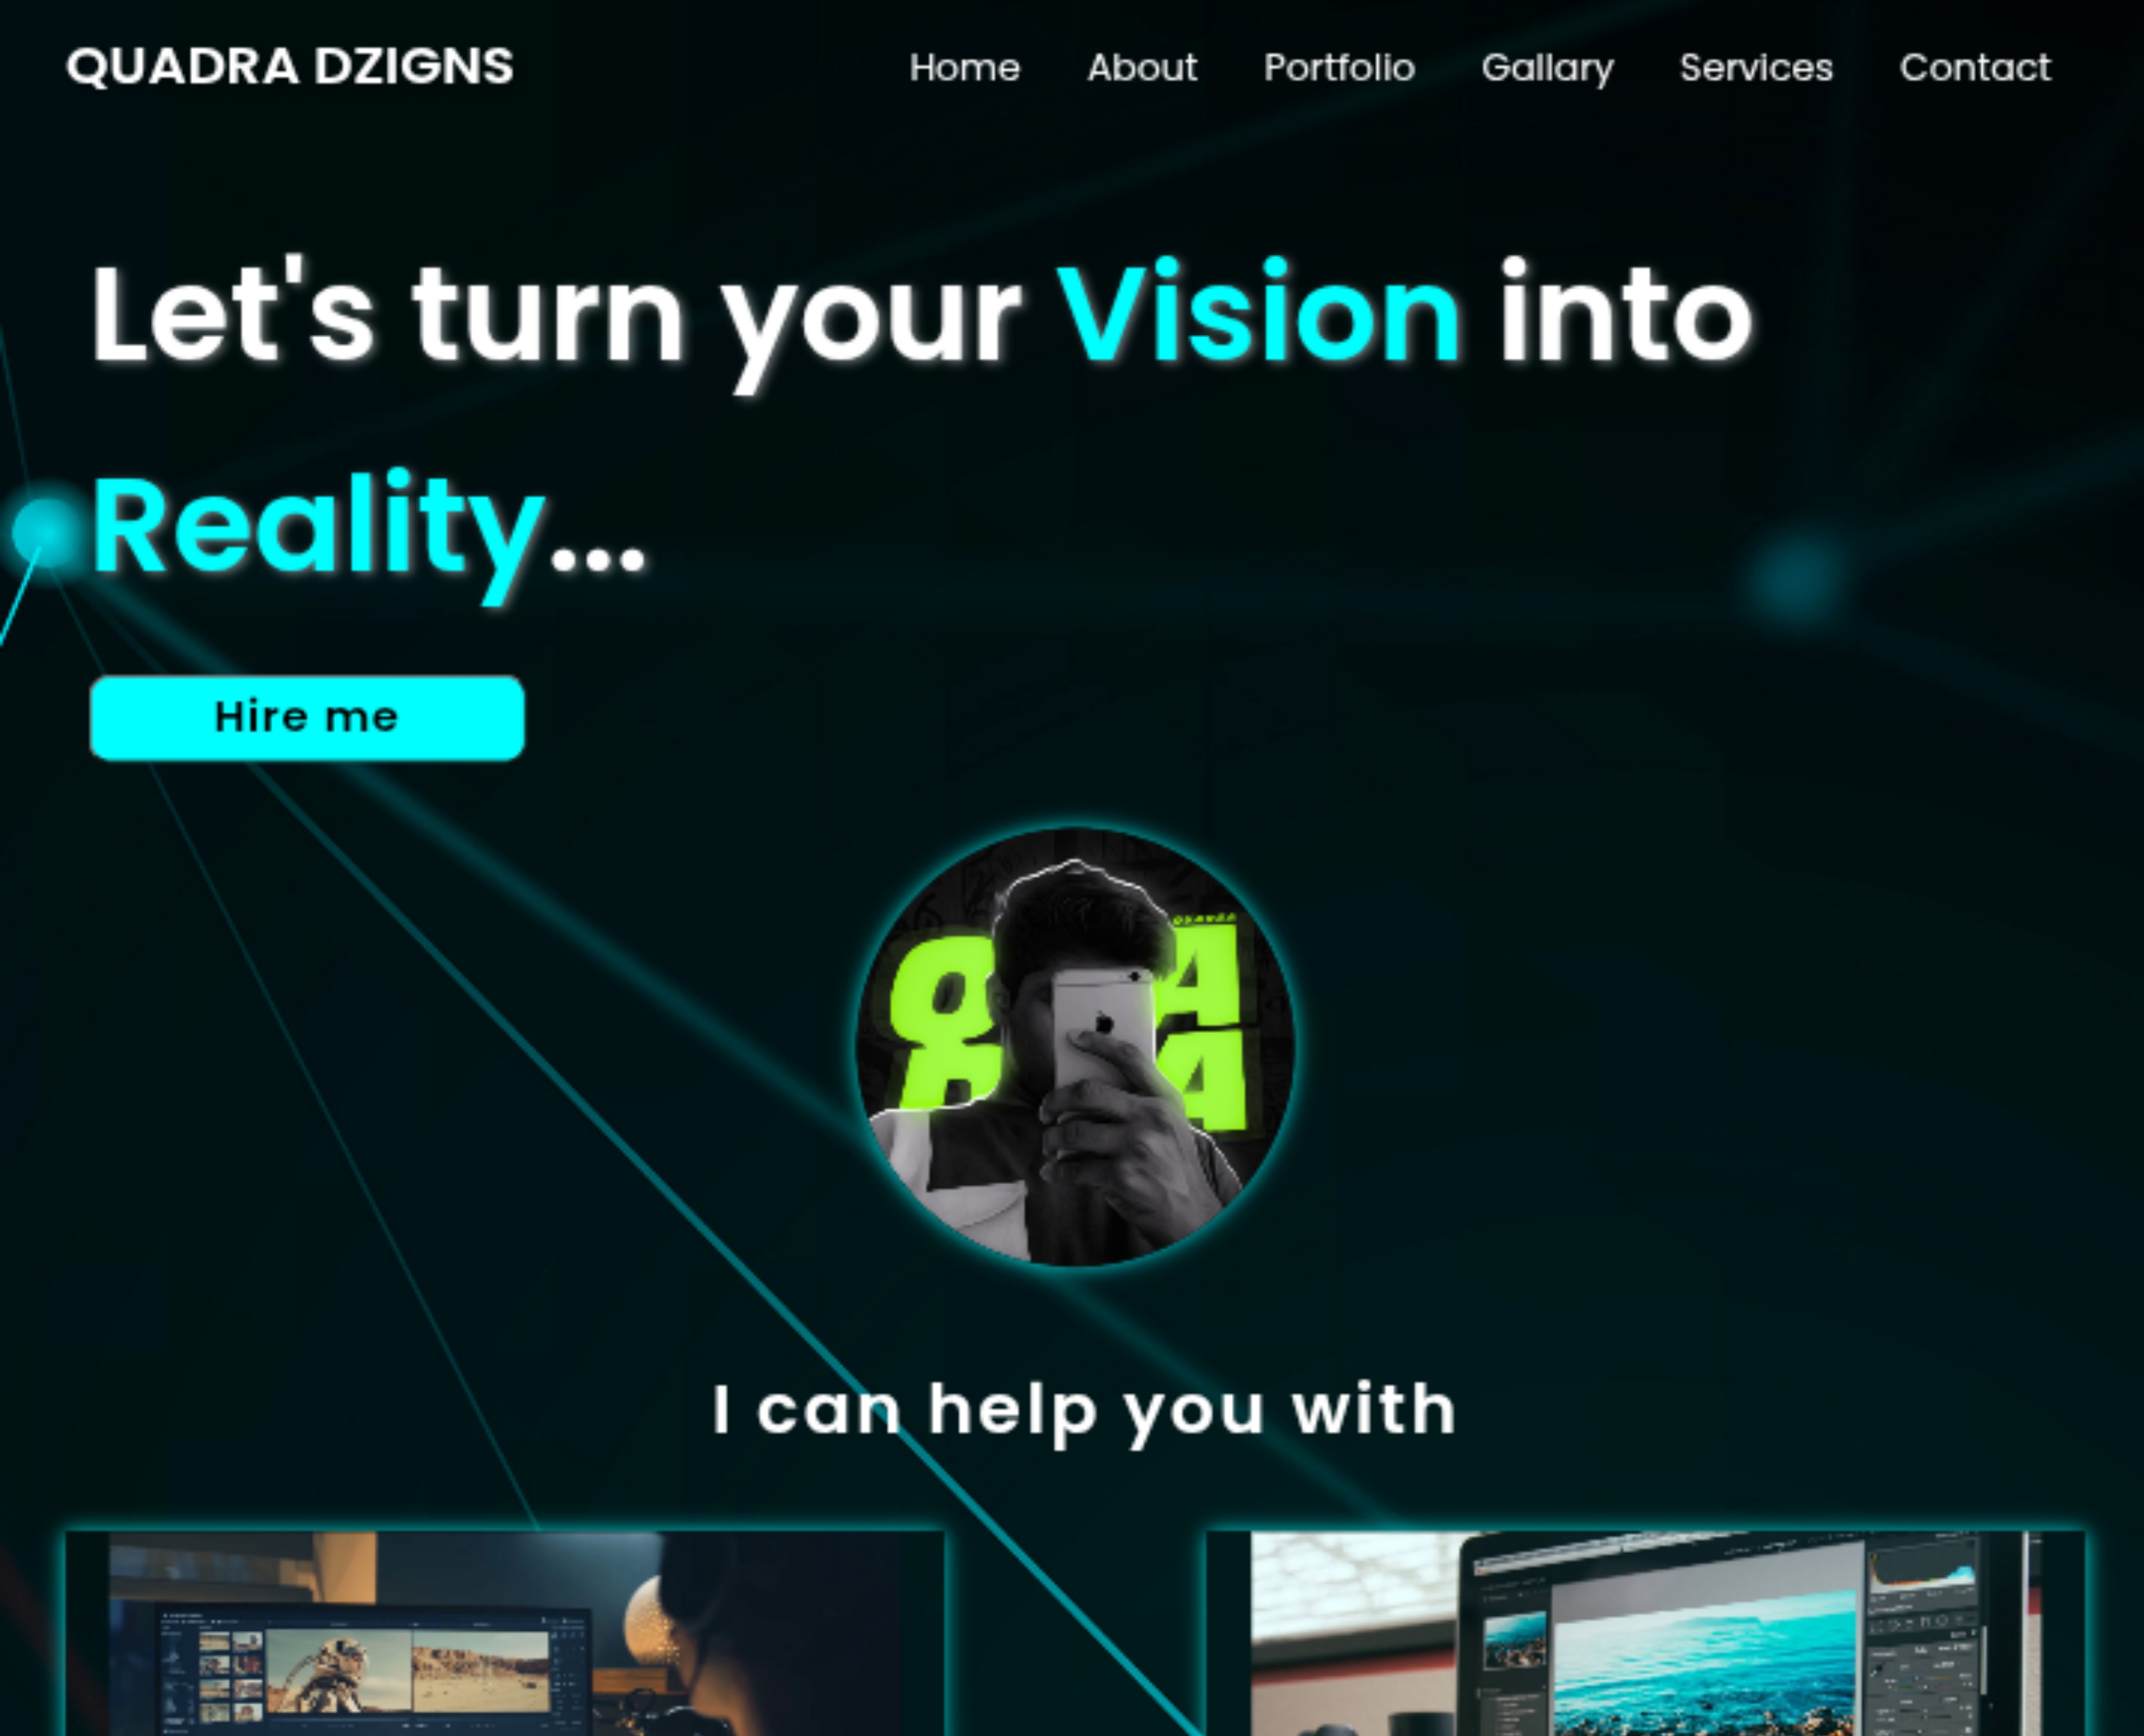 QUADRA DZIGNS
Home About Portfolio Gallary Services Contact
Let's turn your Vision into
Reality...
Hire me
I can help you with